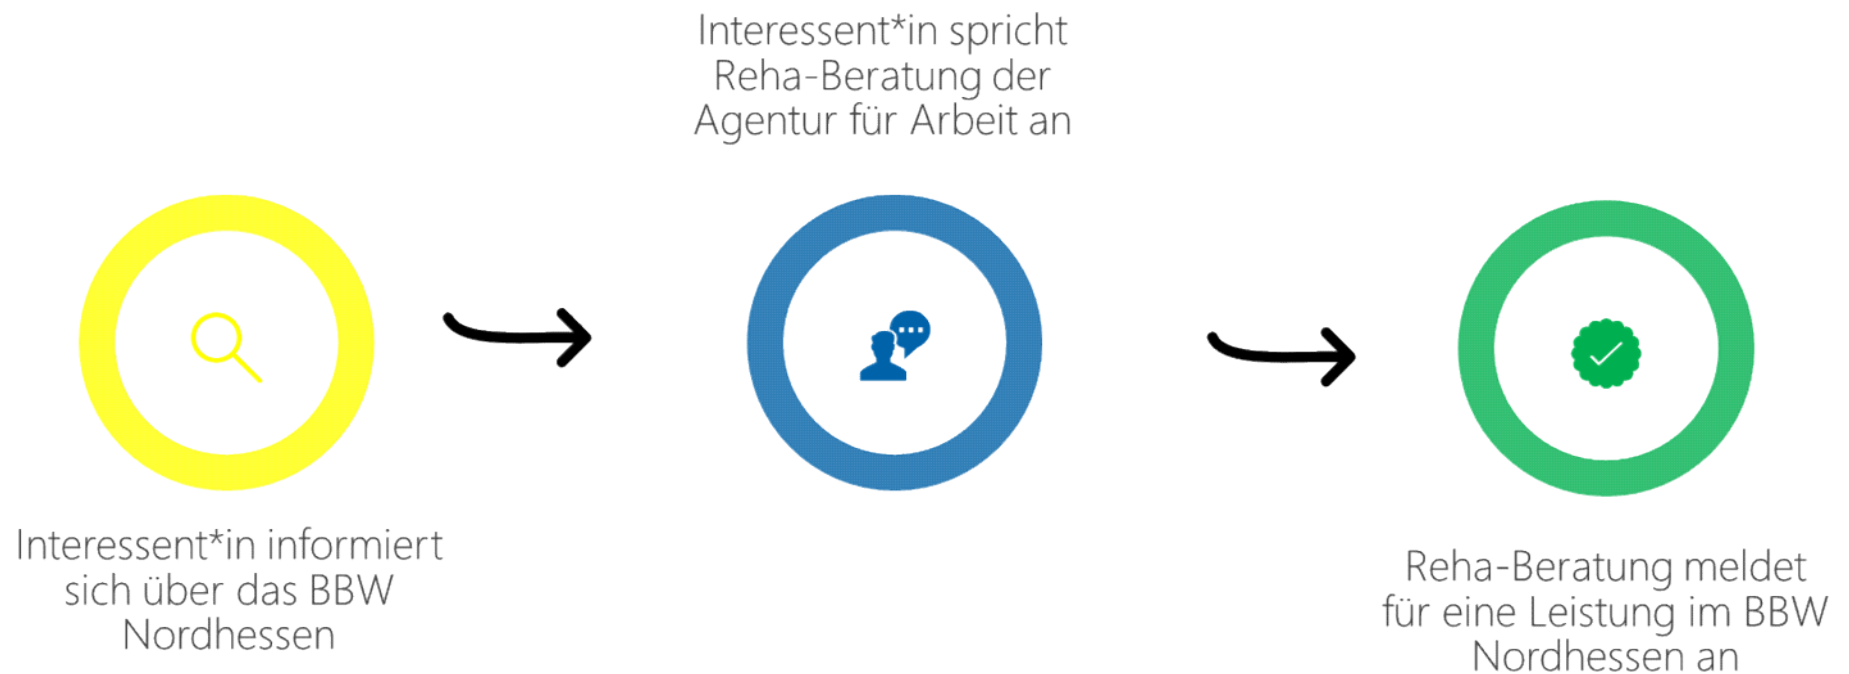 Interessent*in informiert
sich über das BBW
Nordhessen
Interessent*in spricht
Reha-Beratung der
Agentur für Arbeit an
Reha-Beratung meldet
für eine Leistung im BBW
Nordhessen an